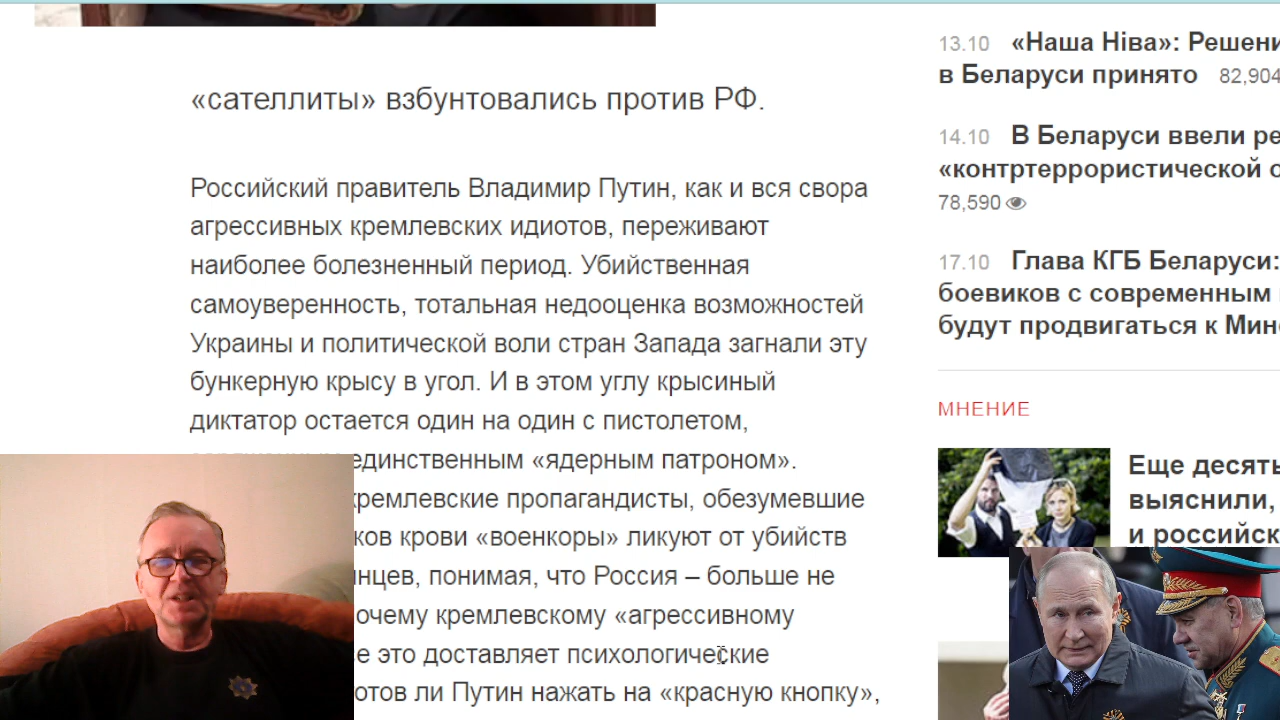 «сателлиты» взбунтовались против РФ.
Российский правитель Владимир Путин, как и вся свора
агрессивных кремлевских идиотов, переживают
наиболее болезненный период. Убийственная
самоуверенность, тотальная недооценка возможностей
Украины и политической воли стран Запада загнали эту
бункерную крысу в угол. И в этом углу крысиный
диктатор остается один на один с пистолетом,
единственным «ядерным патроном».
кремлевские пропагандисты, обезумевшие
ков крови «военкоры» ликуют от убийств
нцев, понимая, что Россия – больше не
очему кремлевскому «агрессивному
е это доставляет психологические
отов ли Путин нажать на «красную кнопку»,
13.10 «Наша Ніва»: Решени
в Беларуси принято 82,904
14.10 В Беларуси ввели ре
«контртеррористической о
78,590
17.10 Глава КГБ Беларуси:
боевиков с современным
будут продвигаться к Мин
МНЕНИЕ
Еще десять
выяснили,
и российск